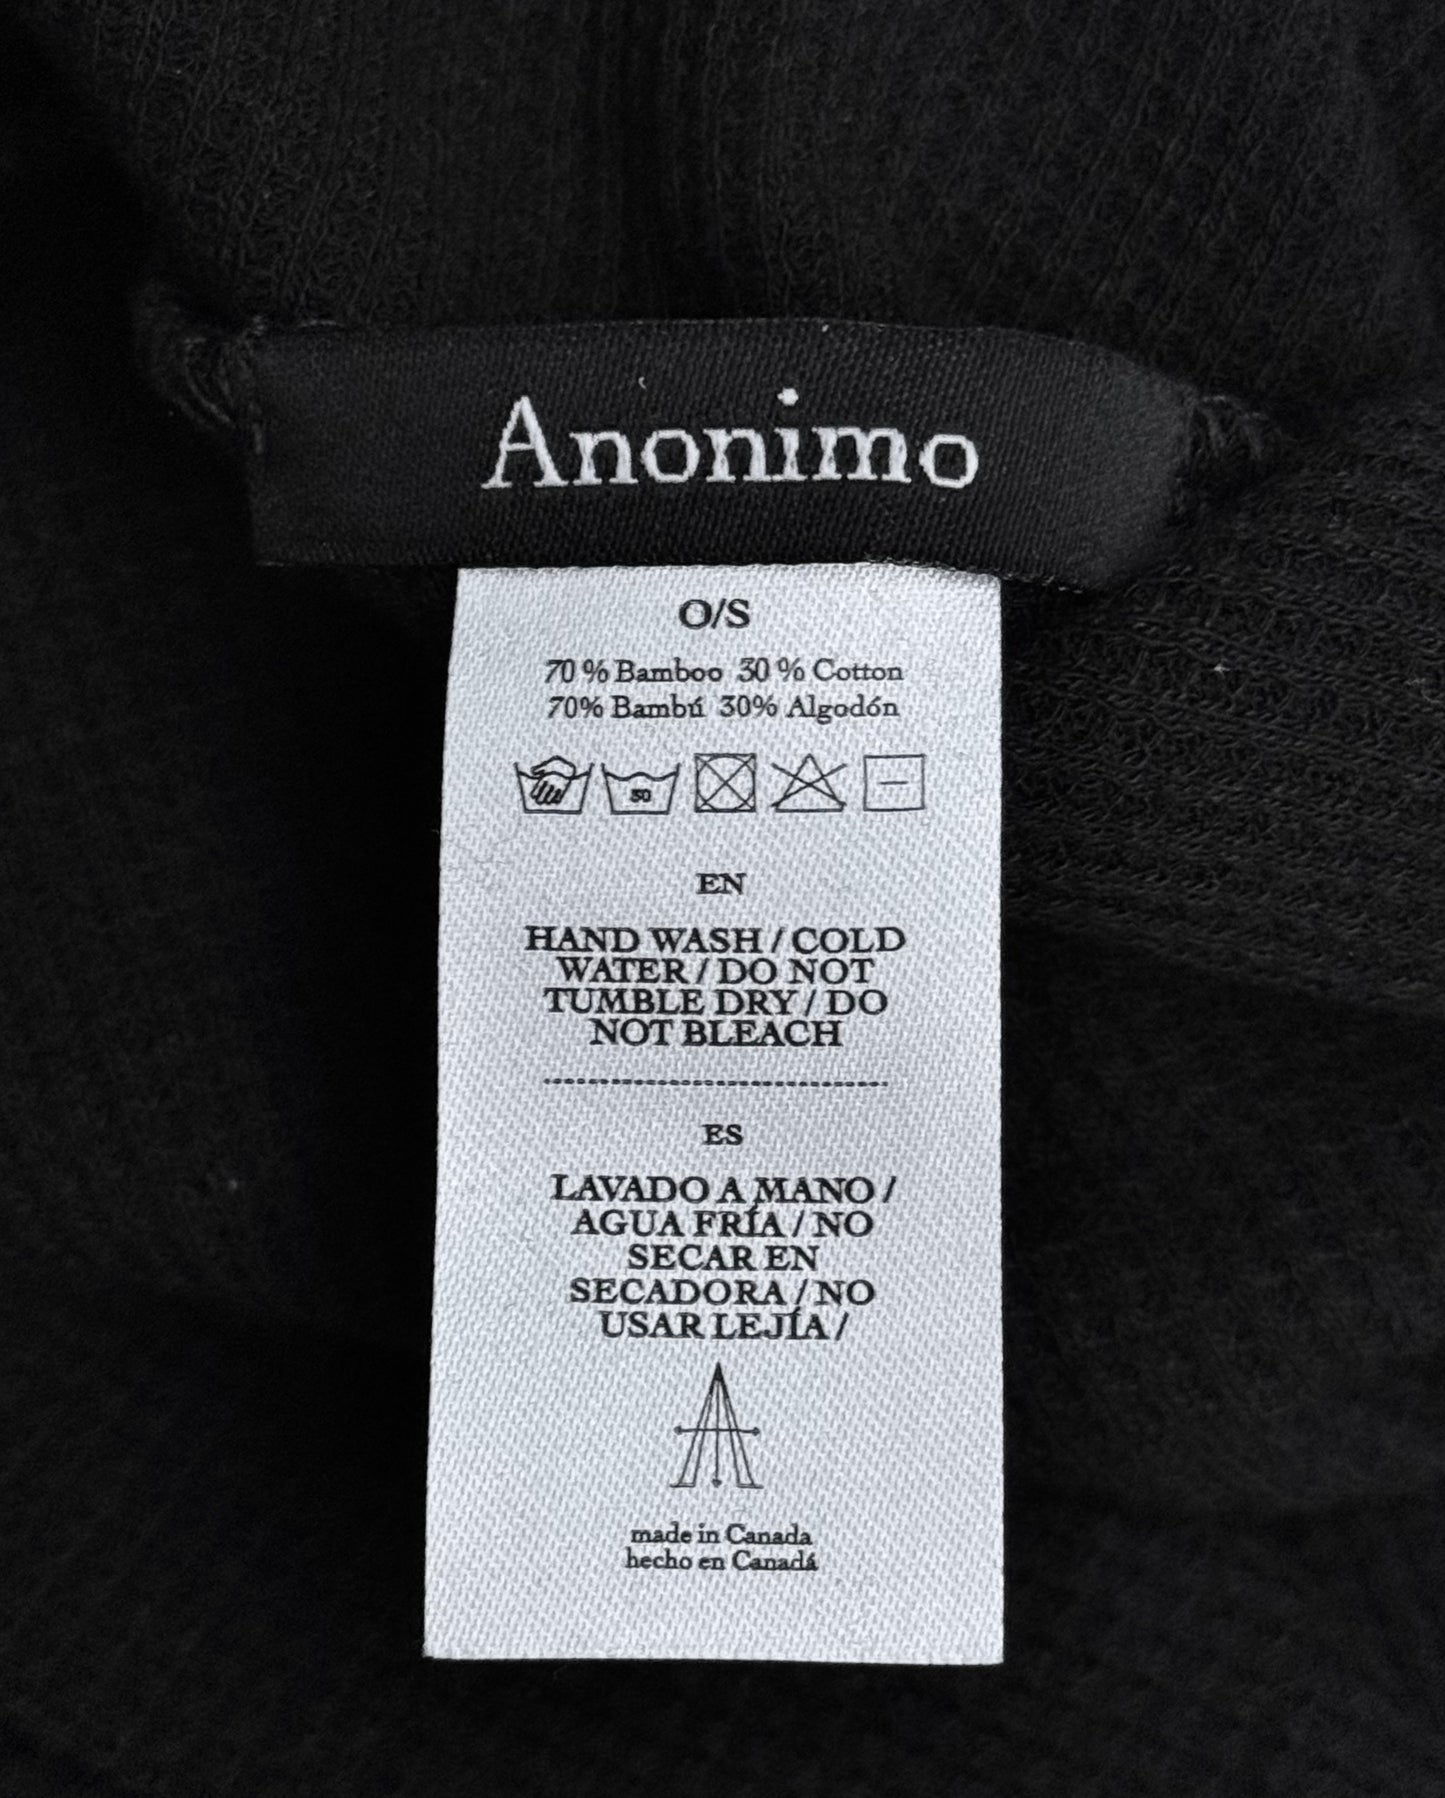 Anonimo
O/S
70 % Bamboo 30 % Cotton
70% Bambú 30% Algodón
30
EN
HAND WASH / COLD
WATER / DO NOT
TUMBLE DRY / DO
NOT BLEACH
ES
LAVADO A MANO /
AGUA FRÍA / NO
SECAR EN
SECADORA / NO
USAR LEJÍA /
made in Canada
hecho en Canadá